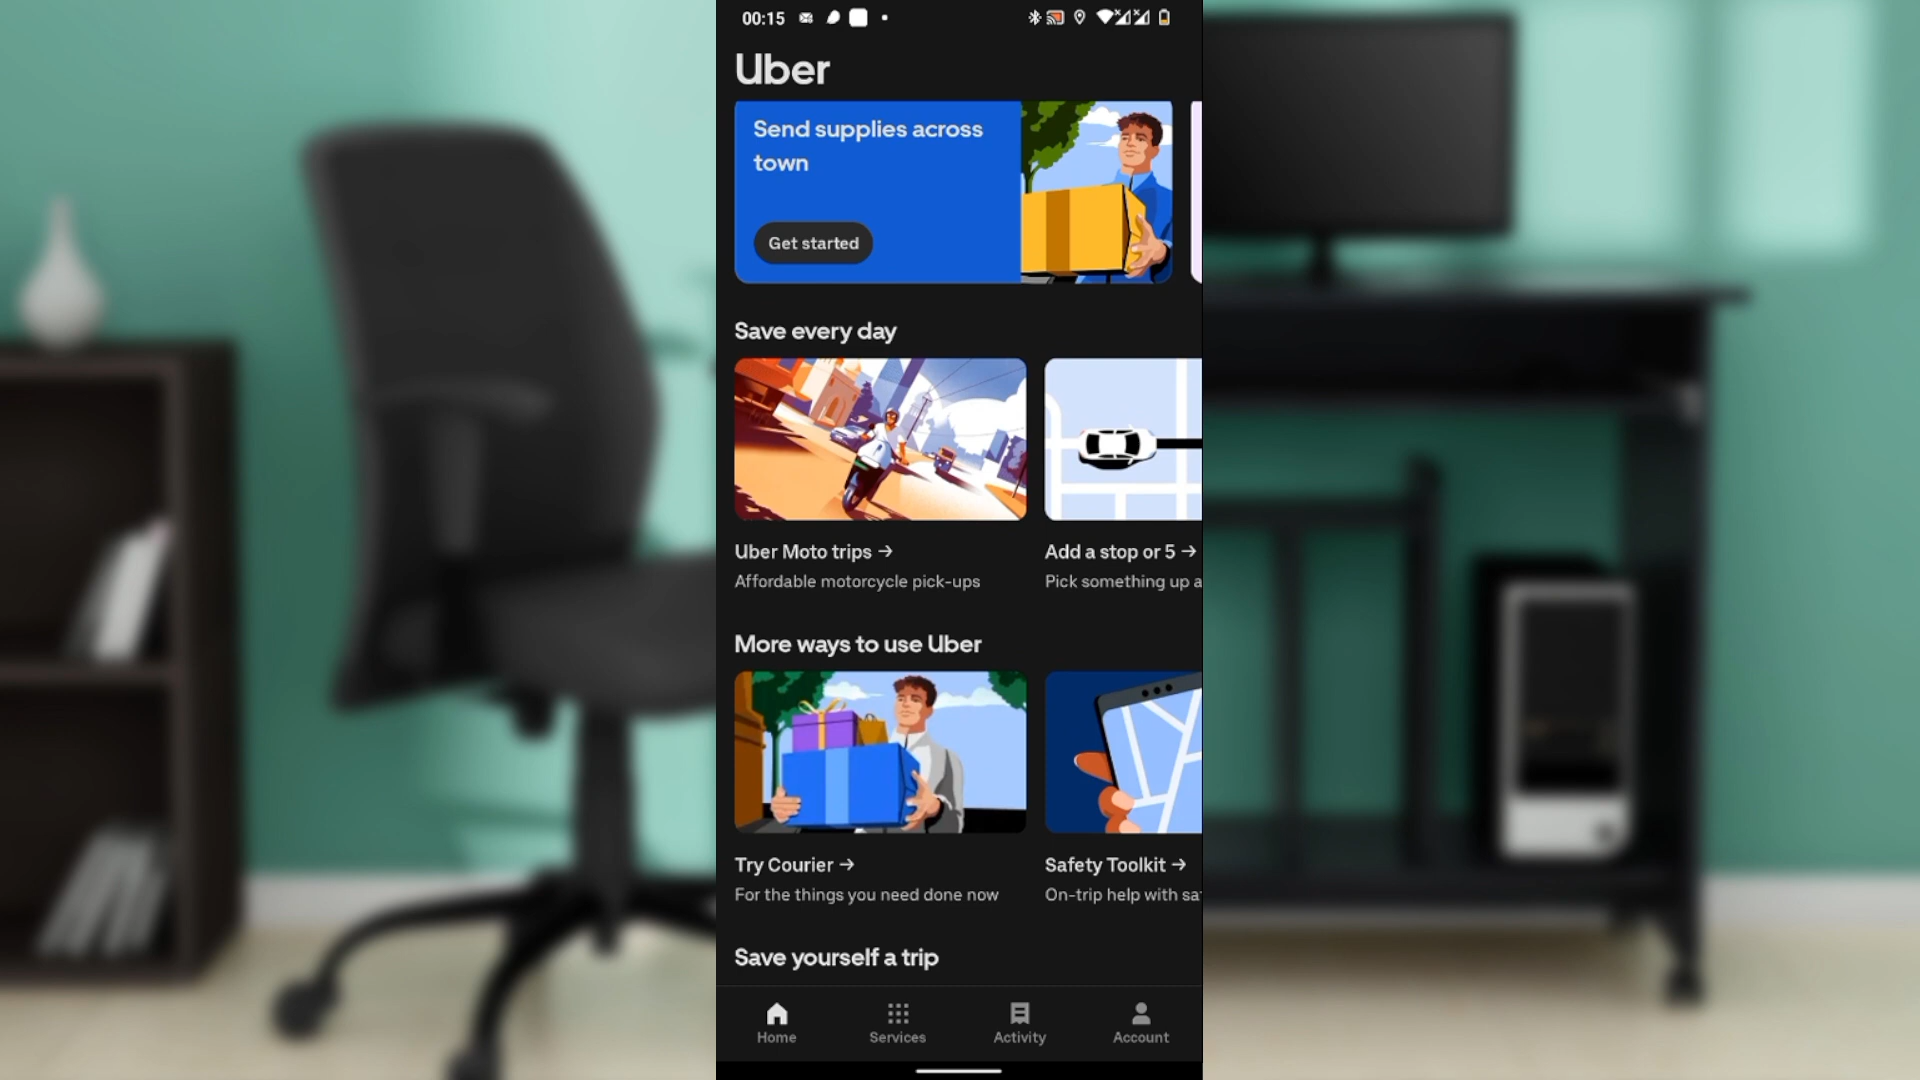 00:15
Uber
Send supplies across
town
Get started
Save every day
Uber Moto trips →
Add a stop or 5 →
Affordable motorcycle pick-ups
Pick something up a
More ways to use Uber
Try Courier →
Safety Toolkit →
For the things you need done now
On-trip help with sa
Save yourself a trip
Home
Services
Activity
Account